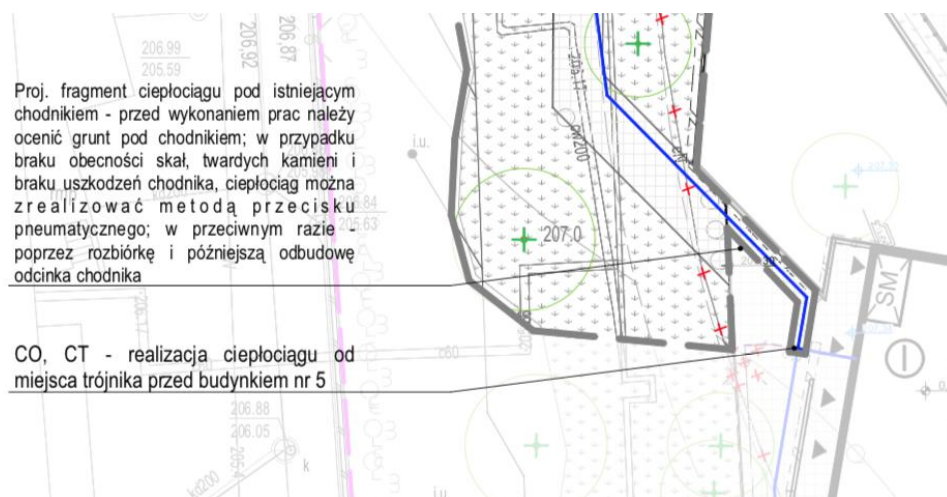 206.99
205.59
206,92
206,87
Proj. fragment ciepłociągu pod istniejącym
chodnikiem - przed wykonaniem prac należy
ocenić grunt pod chodnikiem; w przypadku
braku obecności skał, twardych kamieni i
braku uszkodzeń chodnika, ciepłociąg można
zrealizować metodą przecisku
pneumatycznego; w przeciwnym razie -
poprzez rozbiórkę i późniejszą odbudowę
odcinka chodnika
i.u.
205.63
207.0
SM
I
CO, CT - realizacja ciepłociągu od
miejsca trójnika przed budynkiem nr 5
206.88
206.05
kd200
k
i.u.